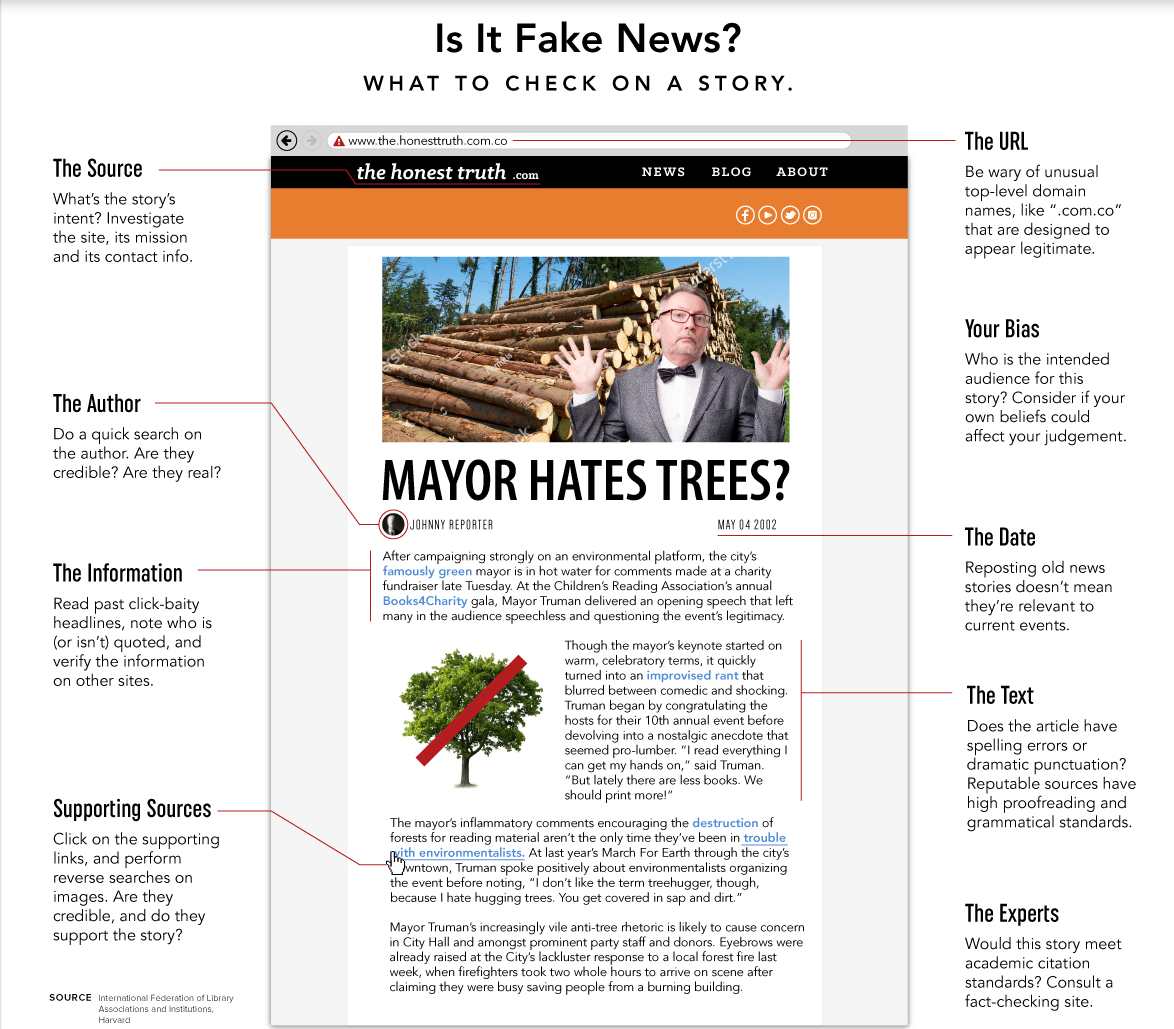 Is It Fake News?
WHAT TO CHECK ON A STORY.
www.the.honesttruth.com.co
the honest truth .com
NEWS BLOG ABOUT
The Source
What's the story's
intent? Investigate
the site, its mission
and its contact info.
The URL
Be wary of unusual
top-level domain
names, like “.com.co”
that are designed to
appear legitimate.
Your Bias
Who is the intended
audience for this
story? Consider if your
own beliefs could
affect your judgement.
The Author
Do a quick search on
the author. Are they
credible? Are they real?
MAYOR HATES TREES?
JOHNNY REPORTER
MAY 04 2002
The Date
Reposting old news
stories doesn't mean
they're relevant to
current events.
The Information
Read past click-baity
headlines, note who is
(or isn't) quoted, and
verify the information
on other sites.
After campaigning strongly on an environmental platform, the city's
famously green mayor is in hot water for comments made at a charity
fundraiser late Tuesday. At the Children's Reading Association's annual
Books4Charity gala, Mayor Truman delivered an opening speech that left
many in the audience speechless and questioning the event's legitimacy.
Though the mayor's keynote started on
warm, celebratory terms, it quickly
turned into an improvised rant that
blurred between comedic and shocking.
Truman began by congratulating the
hosts for their 10th annual event before
devolving into a nostalgic anecdote that
seemed pro-lumber. “I read everything I
can get my hands on,” said Truman.
“But lately there are less books. We
should print more!”
The Text
Does the article have
spelling errors or
dramatic punctuation?
Reputable sources have
high proofreading and
grammatical standards.
Supporting Sources
Click on the supporting
links, and perform
reverse searches on
images. Are they
credible, and do they
support the story?
The mayor's inflammatory comments encouraging the destruction of
forests for reading material aren't the only time they've been in trouble
with environmentalists. At last year's March For Earth through the city's
downtown, Truman spoke positively about environmentalists organizing
the event before noting, “I don't like the term treehugger, though,
because I hate hugging trees. You get covered in sap and dirt.”
Mayor Truman's increasingly vile anti-tree rhetoric is likely to cause concern
in City Hall and amongst prominent party staff and donors. Eyebrows were
already raised at the City's lackluster response to a local forest fire last
week, when firefighters took two whole hours to arrive on scene after
claiming they were busy saving people from a burning building.
The Experts
Would this story meet
academic citation
standards? Consult a
fact-checking site.
SOURCE International Federation of Library
Associations and Institutions,
Harvard